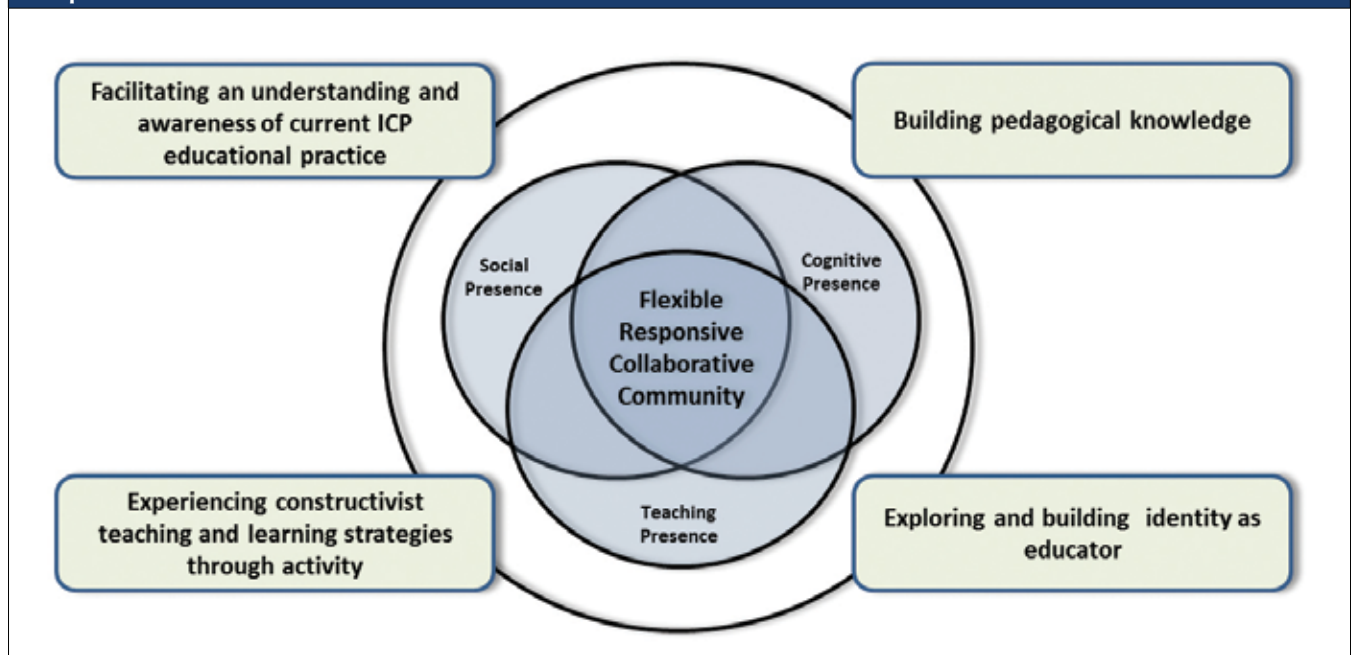 Facilitating an understanding and
awareness of current ICP
educational practice
Building pedagogical knowledge
Social
Presence
Cognitive
Presence
Flexible
Responsive
Collaborative
Community
Teaching
Presence
Experiencing constructivist
teaching and learning strategies
through activity
Exploring and building identity as
educator